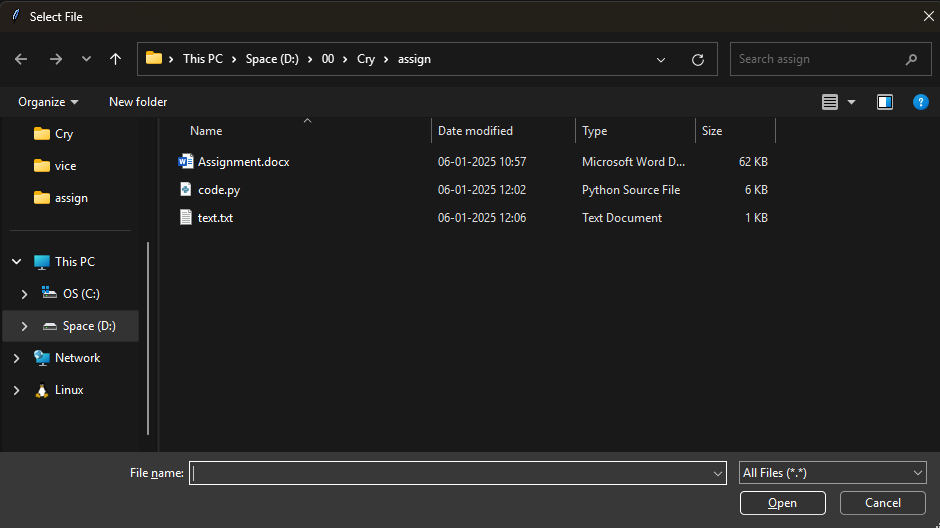 Select File
This PC Space (D:) 00 Cry assign
Search assign
Organize New folder
Name Date modified Type Size
Cry
vice
assign
This PC
OS (C:)
Space (D:)
Network
Linux
Assignment.docx 06-01-2025 10:57 Microsoft Word D... 62 KB
code.py 06-01-2025 12:02 Python Source File 6 KB
text.txt 06-01-2025 12:06 Text Document 1 KB
File name: All Files (*.*)
Open Cancel